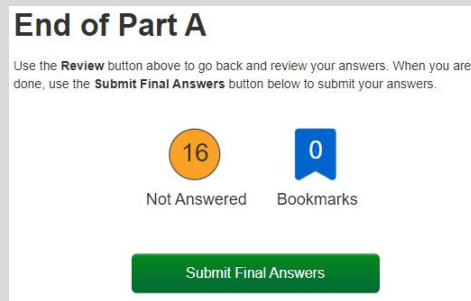 End of Part A
Use the Review button above to go back and review your answers. When you are
done, use the Submit Final Answers button below to submit your answers.
16
0
Not Answered
Bookmarks
Submit Final Answers